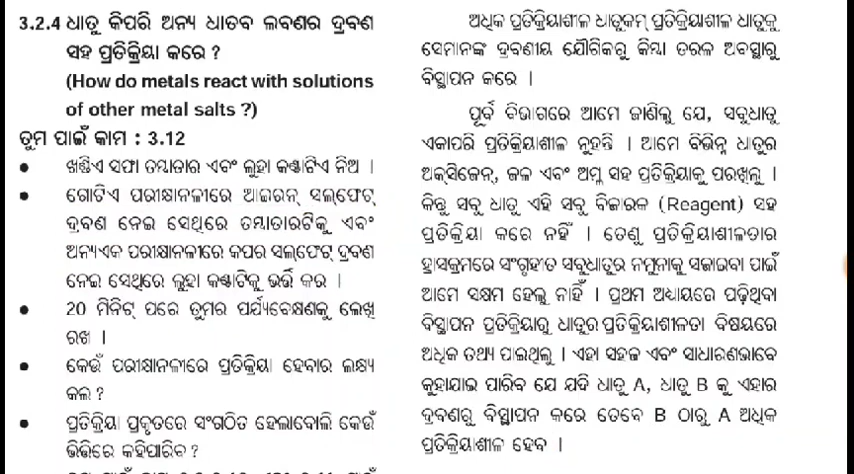 3.2.4 ଧାତୁ କିପରି ଅନ୍ୟ ଧାତବ ଲବଣର ଦ୍ରବଣ
ସହ ପ୍ରତିକ୍ରିୟା କରେ ?
(How do metals react with solutions
of other metal salts ?)
ତୁମ ପାଇଁ କାମ : 3.12
● ଖଣ୍ଡିଏ ସଫା ତମ୍ବାତାର ଏବଂ ଲୁହା କଣ୍ଟାଟିଏ ନିଅ ।
● ଗୋଟିଏ ପରୀକ୍ଷାନଳୀରେ ଆଇରନ୍ ସଲ୍‌ଫେଟ୍
ଦ୍ରବଣ ନେଇ ସେଥିରେ ତମ୍ବାତାରଟିକୁ ଏବଂ
ଅନ୍ୟଏକ ପରୀକ୍ଷାନଳୀରେ କପର ସଲ୍‌ଫେଟ୍ ଦ୍ରବଣ
ନେଇ ସେଥିରେ ଲୁହା କଣ୍ଟାଟିକୁ ଭର୍ତ୍ତି କର ।
● 20 ମିନିଟ୍ ପରେ ତୁମର ପର୍ଯ୍ୟବେକ୍ଷଣକୁ ଲେଖି
ରଖ ।
● କେଉଁ ପରୀକ୍ଷାନଳୀରେ ପ୍ରତିକ୍ରିୟା ହେବାର ଲକ୍ଷ୍ୟ
କଲ ?
● ପ୍ରତିକ୍ରିୟା ପ୍ରକୃତରେ ସଂଗଠିତ ହେଲାବୋଲି କେଉଁ
ଭିତ୍ତିରେ କହିପାରିବ ?
ଅଧିକ ପ୍ରତିକ୍ରିୟାଶୀଳ ଧାତୁକମ୍ ପ୍ରତିକ୍ରିୟାଶୀଳ ଧାତୁକୁ
ସେମାନଙ୍କ ଦ୍ରବଣୀୟ ଯୌଗିକରୁ କିମ୍ବା ତରଳ ଅବସ୍ଥାରୁ
ବିସ୍ଥାପନ କରେ ।
ପୂର୍ବ ବିଭାଗରେ ଆମେ ଜାଣିଲୁ ଯେ, ସବୁଧାତୁ
ଏକାପରି ପ୍ରତିକ୍ରିୟାଶୀଳ ନୁହନ୍ତି । ଆମେ ବିଭିନ୍ନ ଧାତୁର
ଅକ୍‌ସିଜେନ୍, ଜଳ ଏବଂ ଅମ୍ଳ ସହ ପ୍ରତିକ୍ରିୟାକୁ ପରଖିଲୁ ।
କିନ୍ତୁ ସବୁ ଧାତୁ ଏହି ସବୁ ବିକାରକ (Reagent) ସହ
ପ୍ରତିକ୍ରିୟା କରେ ନାହିଁ । ତେଣୁ ପ୍ରତିକ୍ରିୟାଶୀଳତାର
ହ୍ରାସକ୍ରମରେ ସଂଗୃହୀତ ସବୁଧାତୁର ନମୁନାକୁ ସଜାଇବା ପାଇଁ
ଆମେ ସକ୍ଷମ ହେଲୁ ନାହିଁ । ପ୍ରଥମ ଅଧ୍ୟାୟରେ ପଢ଼ିଥିବା
ବିସ୍ଥାପନ ପ୍ରତିକ୍ରିୟାରୁ ଧାତୁର ପ୍ରତିକ୍ରିୟାଶୀଳତା ବିଷୟରେ
ଅଧିକ ତଥ୍ୟ ପାଇଥିଲୁ । ଏହା ସହଜ ଏବଂ ସାଧାରଣଭାବେ
କୁହାଯାଇ ପାରିବ ଯେ ଯଦି ଧାତୁ A, ଧାତୁ B କୁ ଏହାର
ଦ୍ରବଣରୁ ବିସ୍ଥାପନ କରେ ତେବେ B ଠାରୁ A ଅଧିକ
ପ୍ରତିକ୍ରିୟାଶୀଳ ହେବ ।